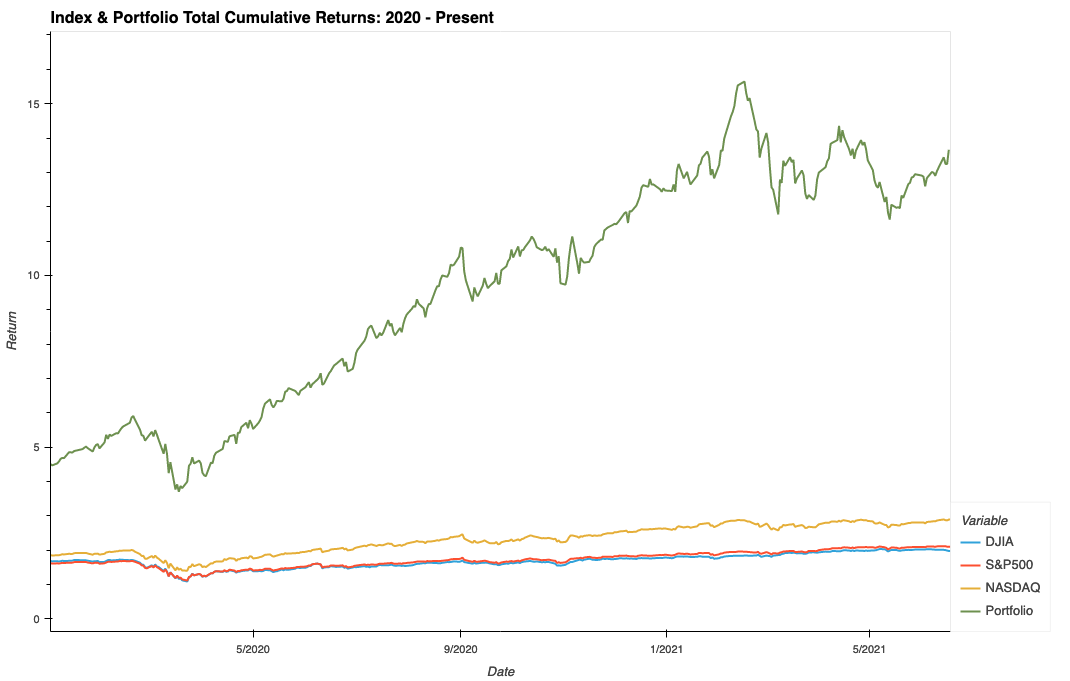 Index & Portfolio Total Cumulative Returns: 2020 - Present
15
10
5
0
Return
5/2020
9/2020
1/2021
5/2021
Date
Variable
DJIA
S&P500
NASDAQ
Portfolio